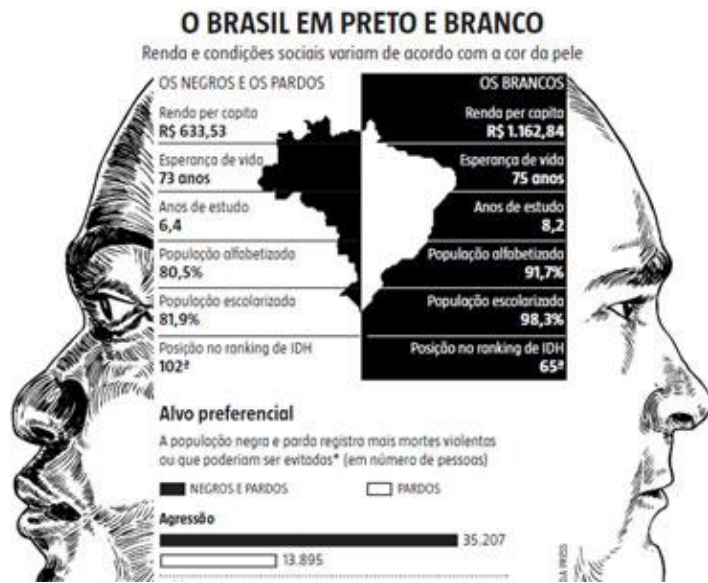 O BRASIL EM PRETO E BRANCO
Renda e condições sociais variam de acordo com a cor da pele
OS NEGROS E OS PARDOS
Renda per capita
R$ 633,53
Esperança de vida
73 anos
Anos de estudo
6,4
População alfabetizada
80,5%
População escolarizada
81,9%
Posição no ranking de IDH
102ª
OS BRANCOS
Renda per capita
R$ 1.162,84
Esperança de vida
75 anos
Anos de estudo
8,2
População alfabetizada
91,7%
População escolarizada
98,3%
Posição no ranking de IDH
65ª
Alvo preferencial
A população negra e parda registra mais mortes violentas
ou que poderiam ser evitadas* (em número de pessoas)
NEGROS E PARDOS
PARDOS
Agressão
35.207
13.895